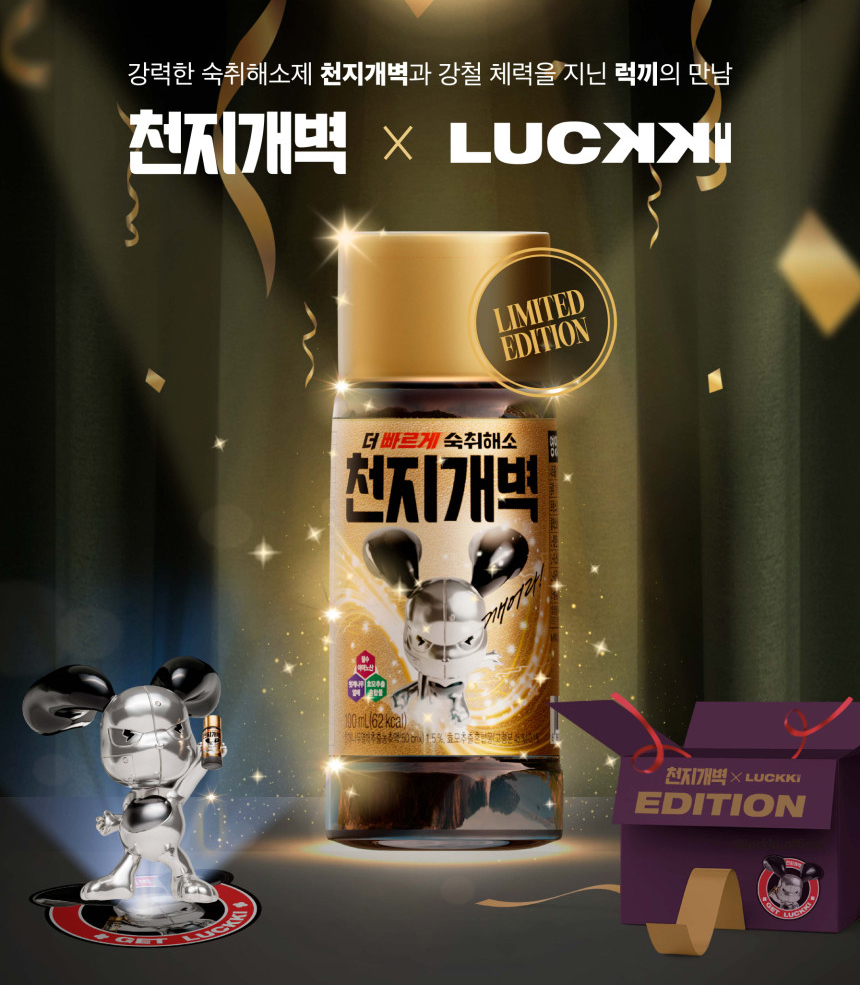 강력한 숙취해소제 천지개벽과 강철 체력을 지닌 럭끼의 만남
천지개벽 × LUCKKI
LIMITED
EDITION
더 빠르게 숙취해소
천지개벽
깨어라!
100 mL(62 kcal)
천지개벽 × LUCKKI
EDITION
GET LUCKKI
GET LUCKKI